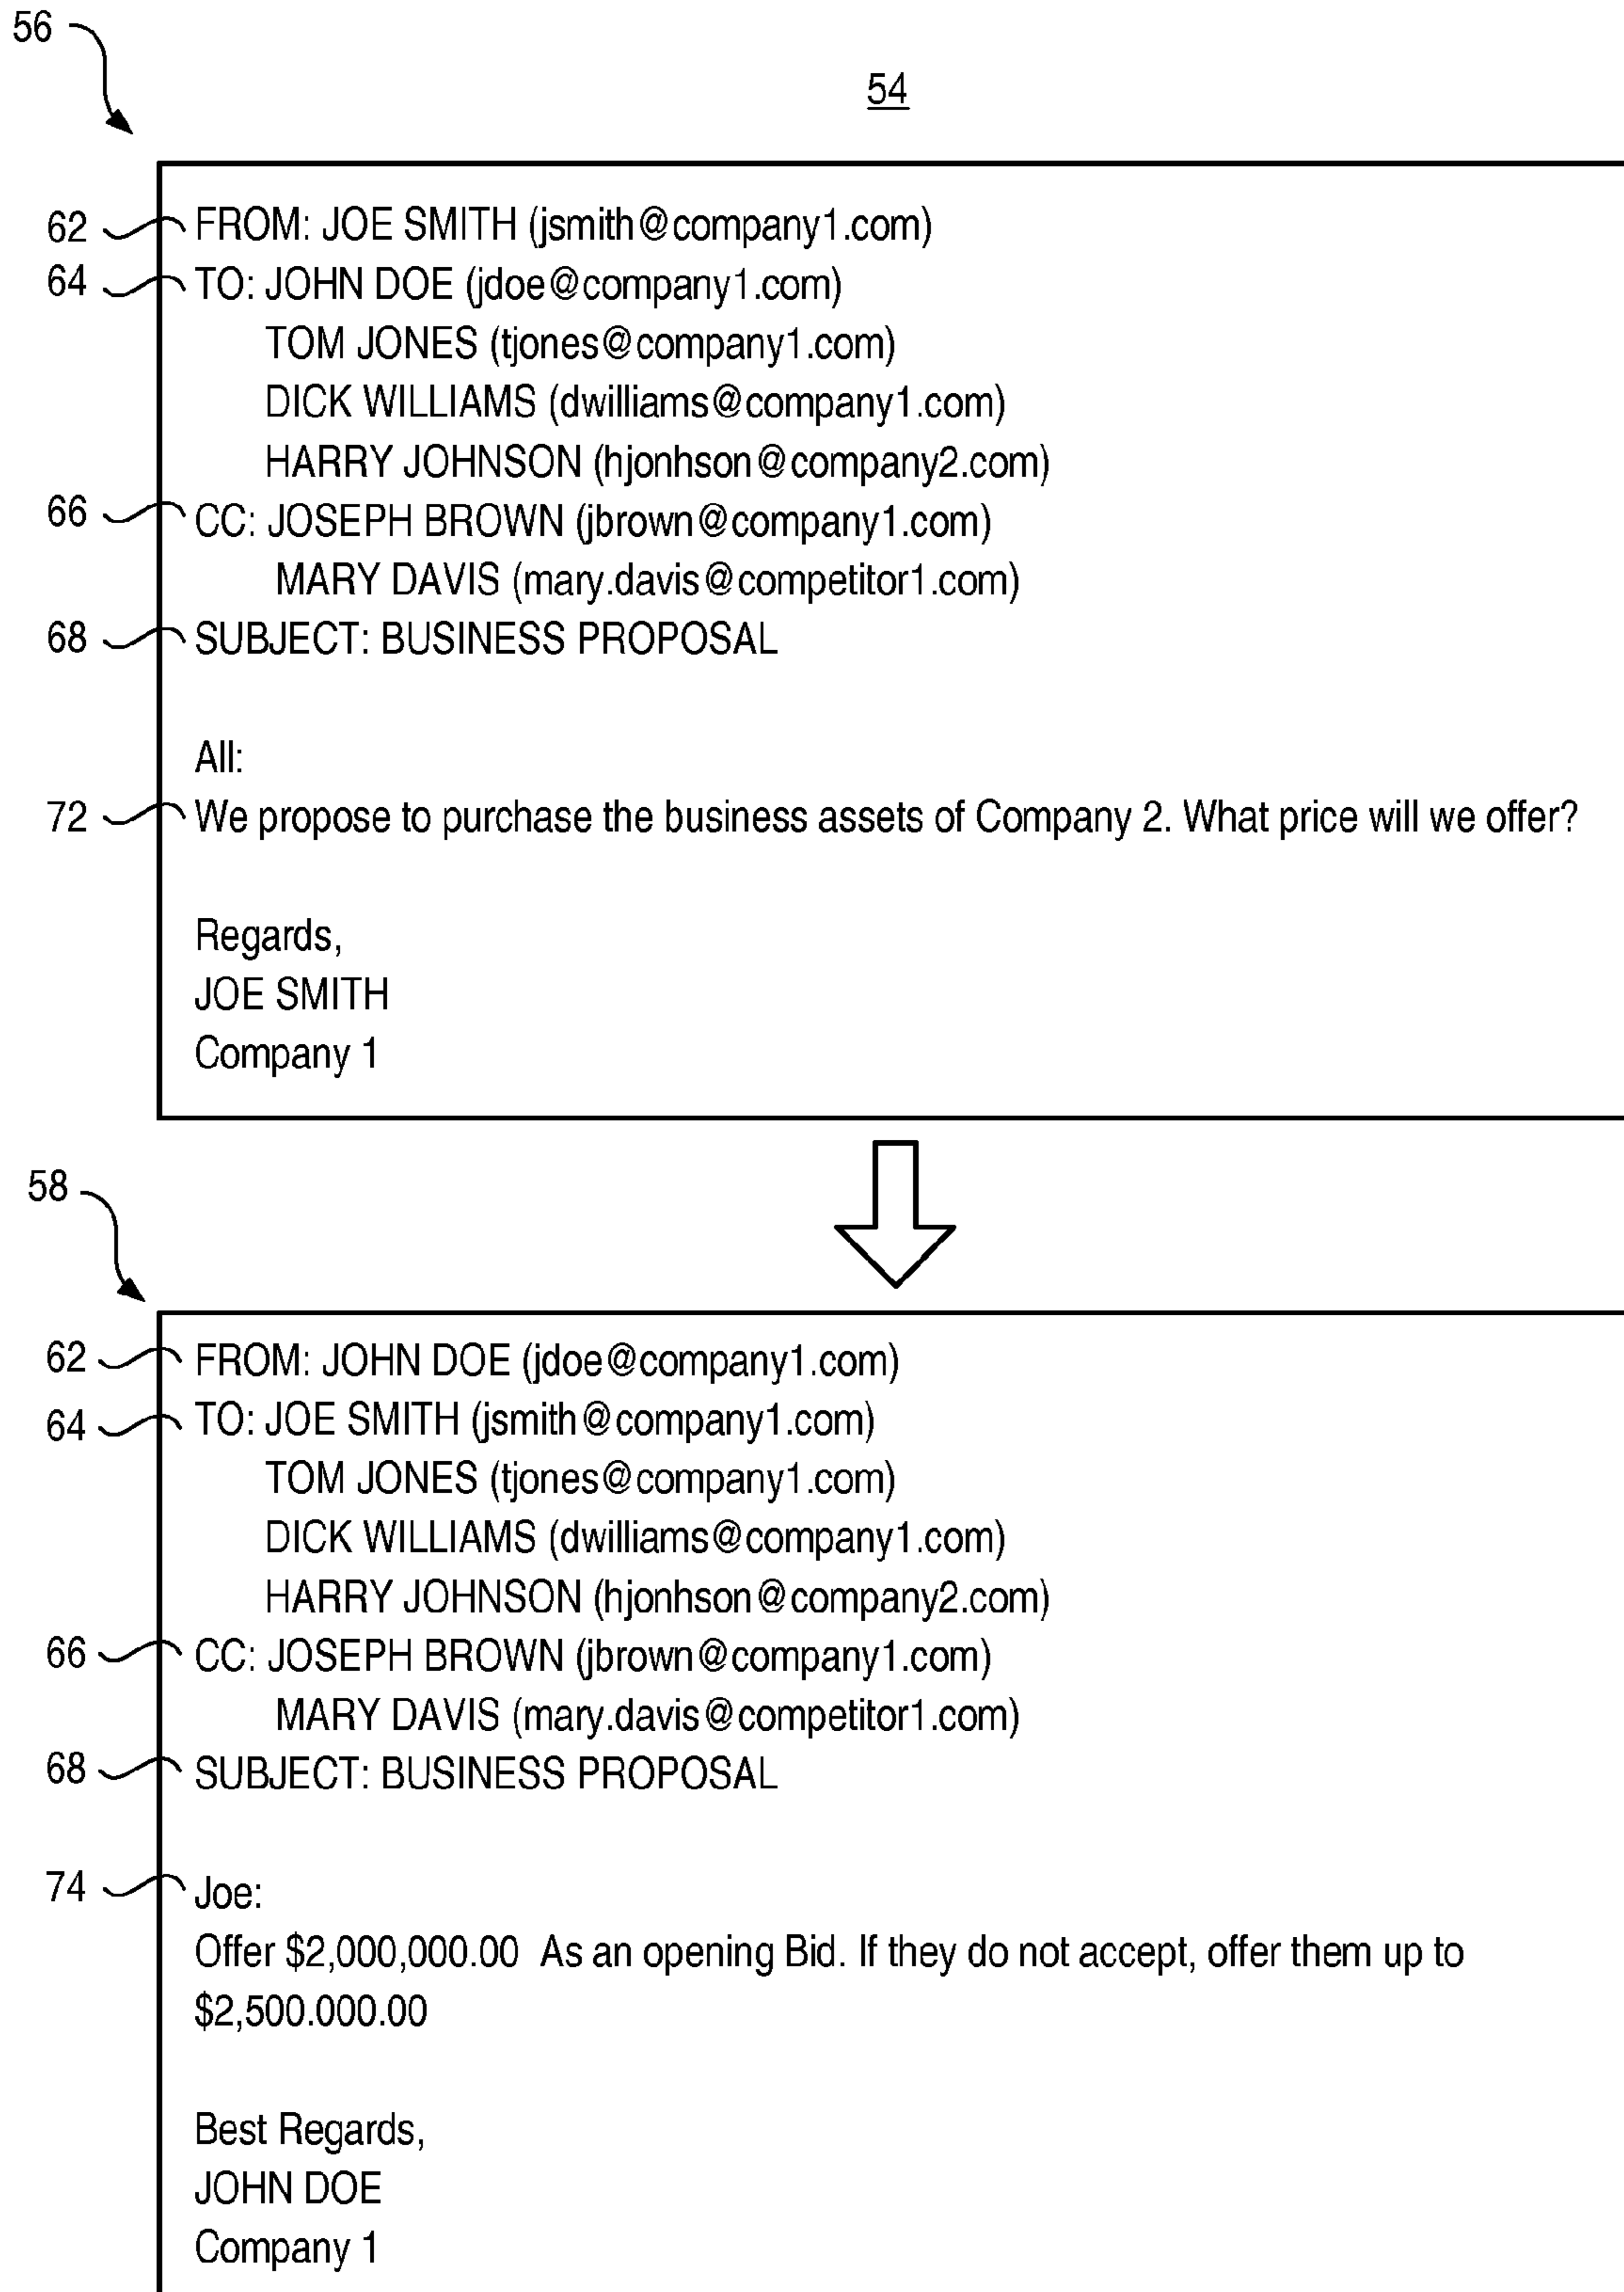 56
54
62 FROM: JOE SMITH (jsmith@company1.com)
64 TO: JOHN DOE (jdoe@company1.com)
TOM JONES (tjones@company1.com)
DICK WILLIAMS (dwilliams@company1.com)
HARRY JOHNSON (hjonhson@company2.com)
66 CC: JOSEPH BROWN (jbrown@company1.com)
MARY DAVIS (mary.davis@competitor1.com)
68 SUBJECT: BUSINESS PROPOSAL
All:
72 We propose to purchase the business assets of Company 2. What price will we offer?
Regards,
JOE SMITH
Company 1
58
62 FROM: JOHN DOE (jdoe@company1.com)
64 TO: JOE SMITH (jsmith@company1.com)
TOM JONES (tjones@company1.com)
DICK WILLIAMS (dwilliams@company1.com)
HARRY JOHNSON (hjonhson@company2.com)
66 CC: JOSEPH BROWN (jbrown@company1.com)
MARY DAVIS (mary.davis@competitor1.com)
68 SUBJECT: BUSINESS PROPOSAL
74 Joe:
Offer $2,000,000.00 As an opening Bid. If they do not accept, offer them up to
$2,500.000.00
Best Regards,
JOHN DOE
Company 1